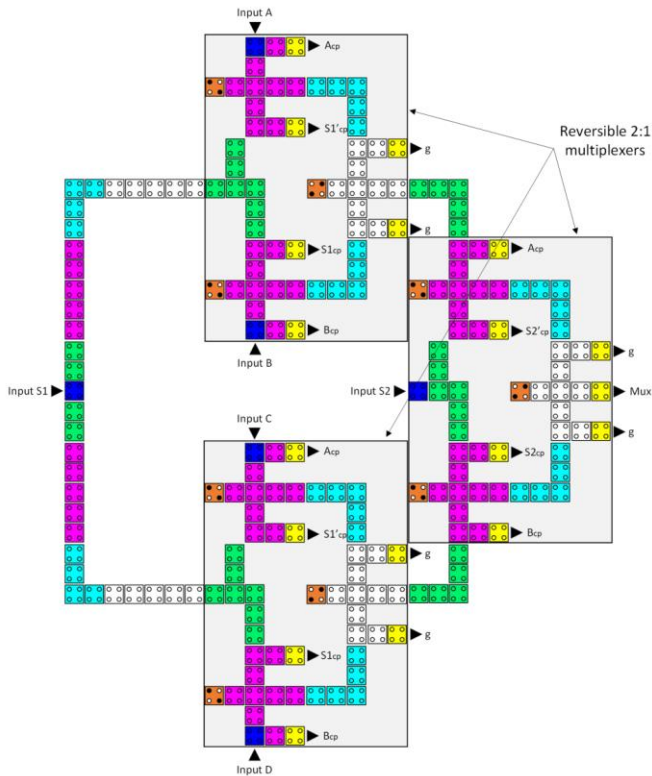 Input A
Acp
Reversible 2:1
multiplexers
S1'cp
g
g
S1cp
Acp
Bcp
S2'cp
Input B
g
Input S1
Input S2
Mux
Input C
g
Acp
S2cp
S1'cp
Bcp
g
g
S1cp
Bcp
Input D